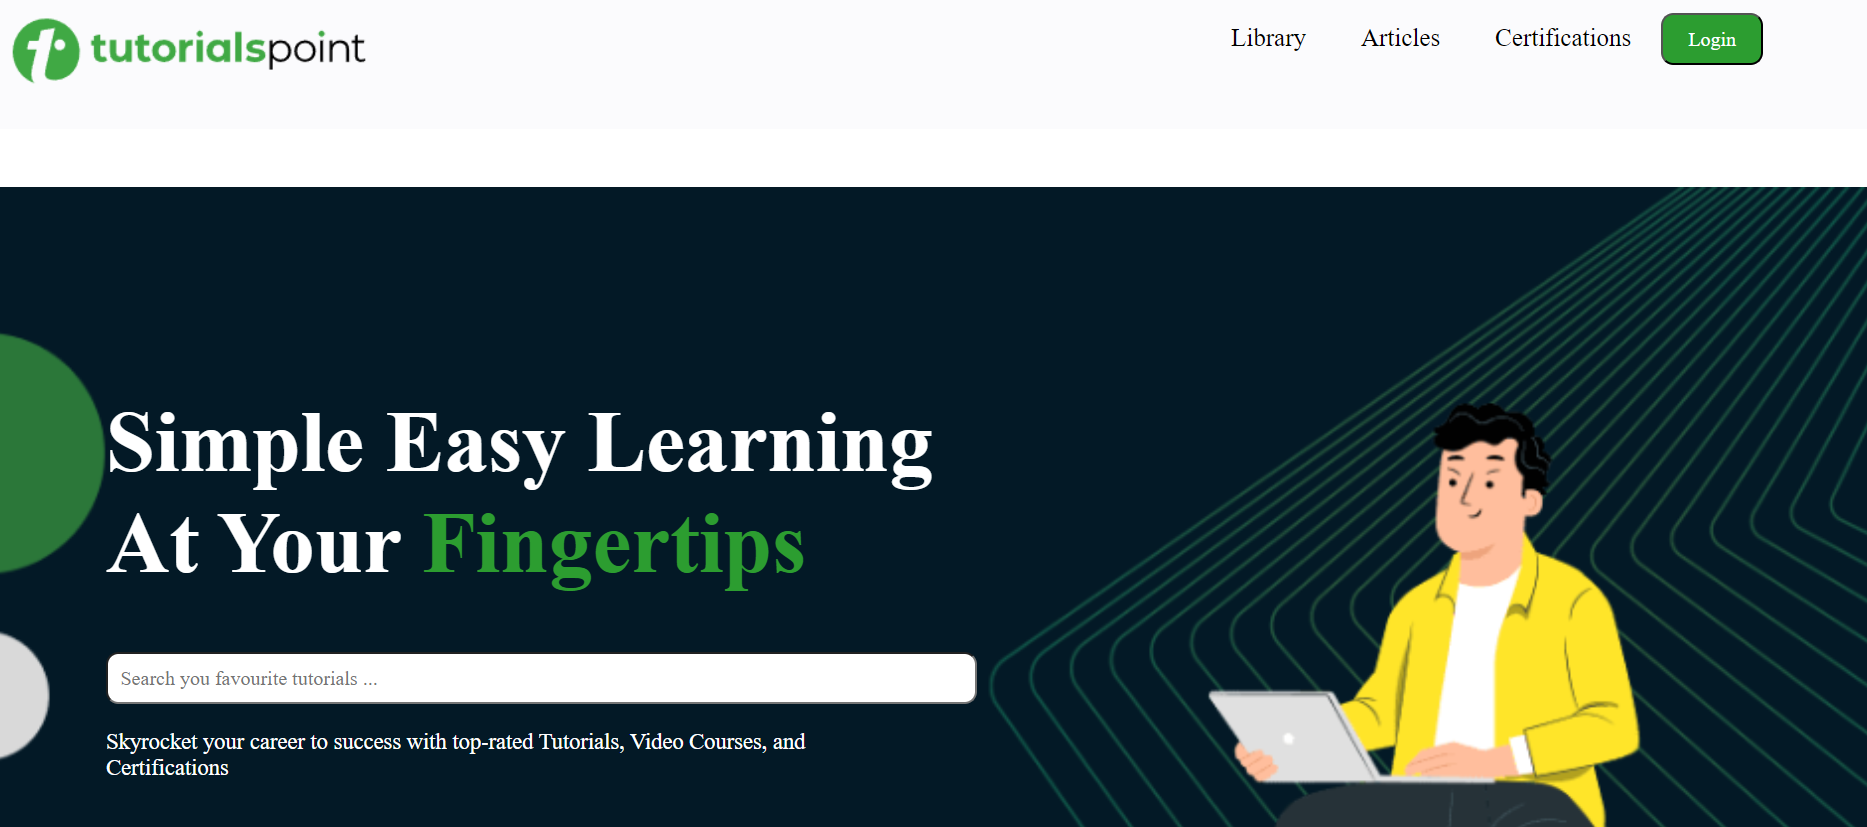 tutorialspoint
Library Articles Certifications Login
Simple Easy Learning
At Your Fingertips
Search you favourite tutorials ...
Skyrocket your career to success with top-rated Tutorials, Video Courses, and
Certifications